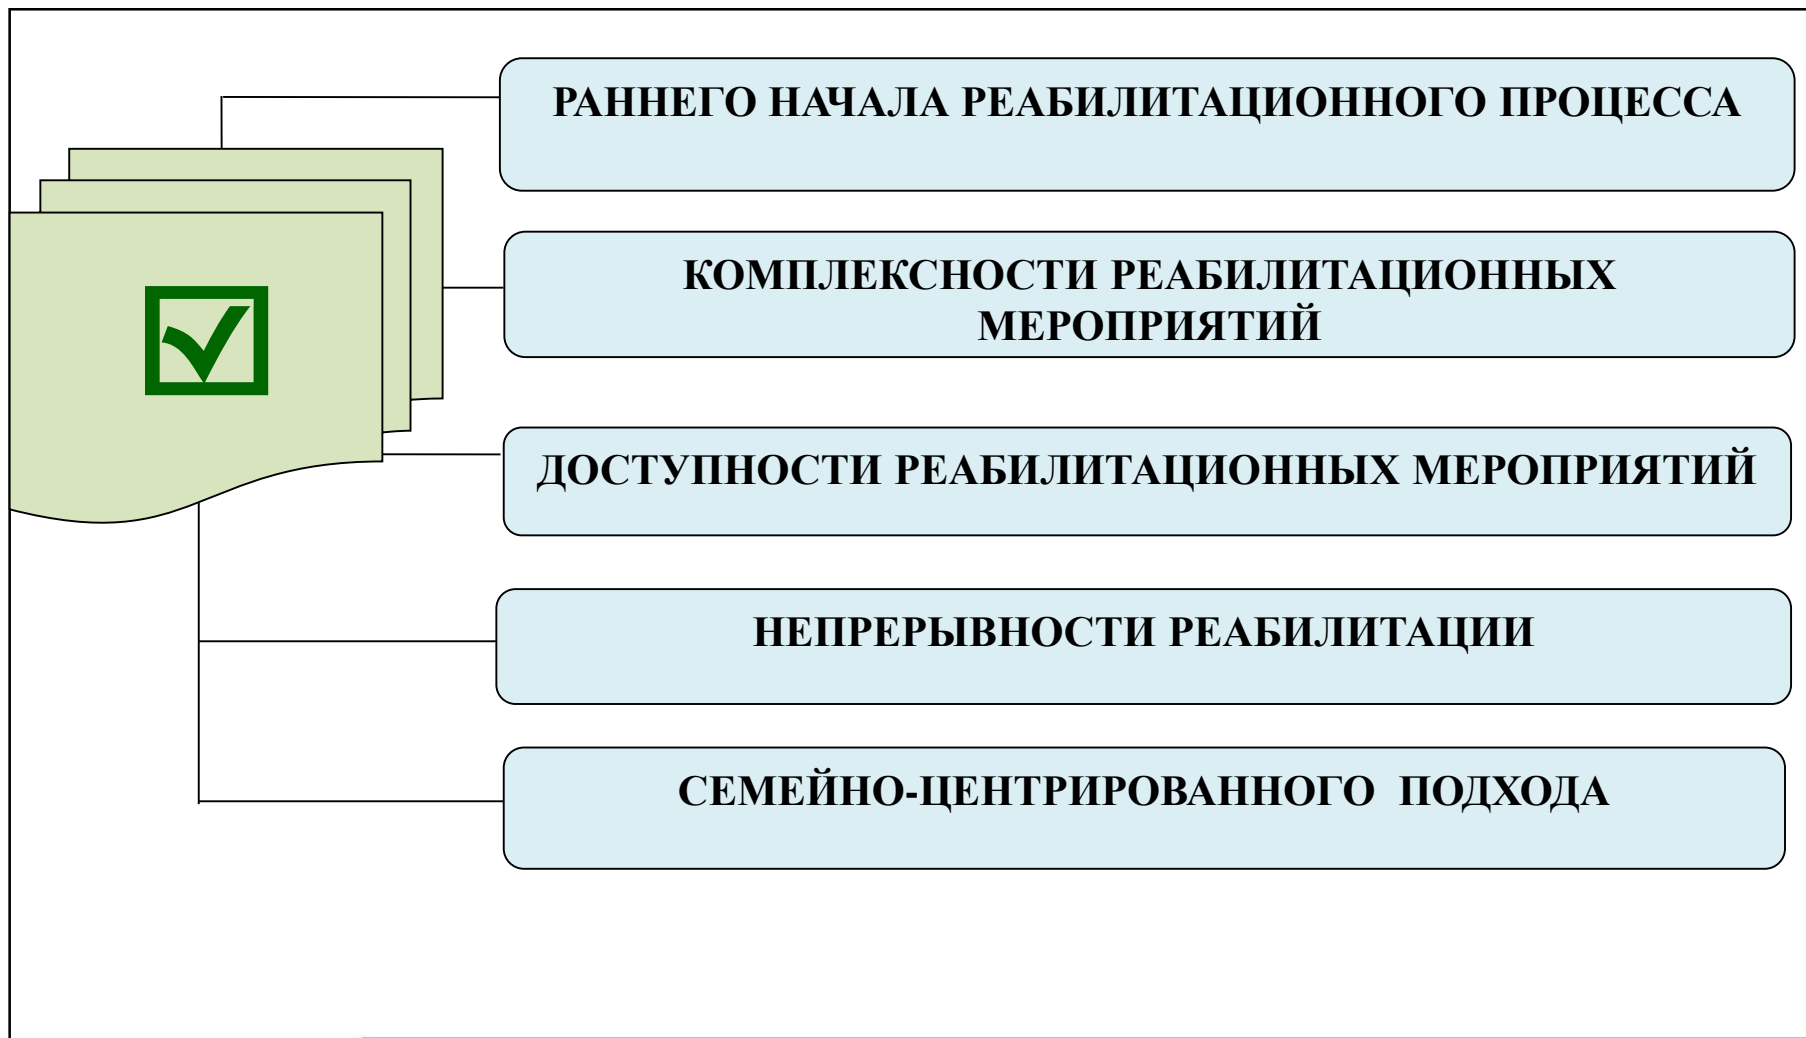 РАННЕГО НАЧАЛА РЕАБИЛИТАЦИОННОГО ПРОЦЕССА
КОМПЛЕКСНОСТИ РЕАБИЛИТАЦИОННЫХ
МЕРОПРИЯТИЙ
ДОСТУПНОСТИ РЕАБИЛИТАЦИОННЫХ МЕРОПРИЯТИЙ
НЕПРЕРЫВНОСТИ РЕАБИЛИТАЦИИ
СЕМЕЙНО-ЦЕНТРИРОВАННОГО ПОДХОДА